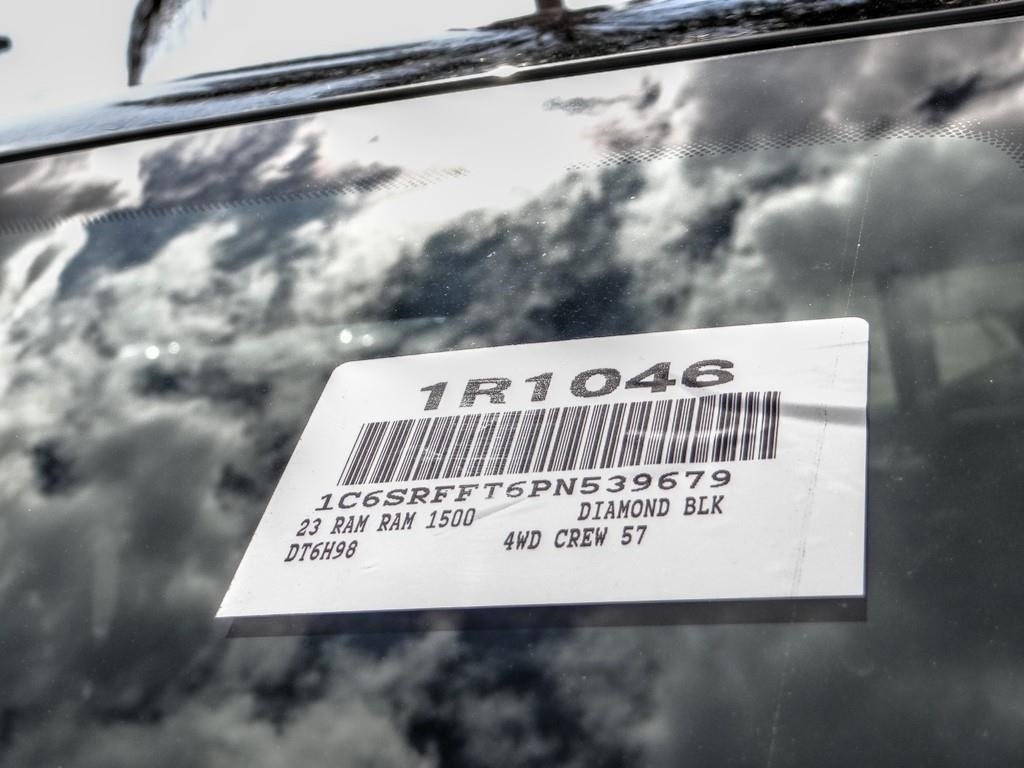 1R1046
1C6SRFFT6PN539679
23 RAM RAM 1500 DIAMOND BLK
DT6H98 4WD CREW 57